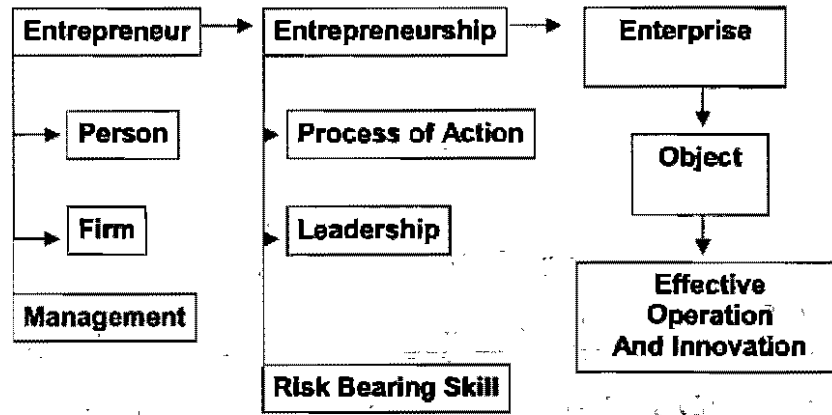 Entrepreneur
Entrepreneurship
Enterprise
Person
Process of Action
Object
Firm
Leadership
Management
Effective
Operation
And Innovation
Risk Bearing Skill